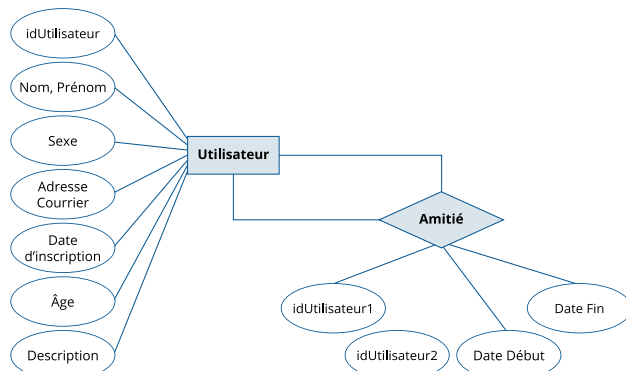 idUtilisateur
Nom, Prénom
Sexe
Adresse
Courrier
Date
d'inscription
Âge
Description
Utilisateur
Amitié
idUtilisateur1
idUtilisateur2
Date Début
Date Fin